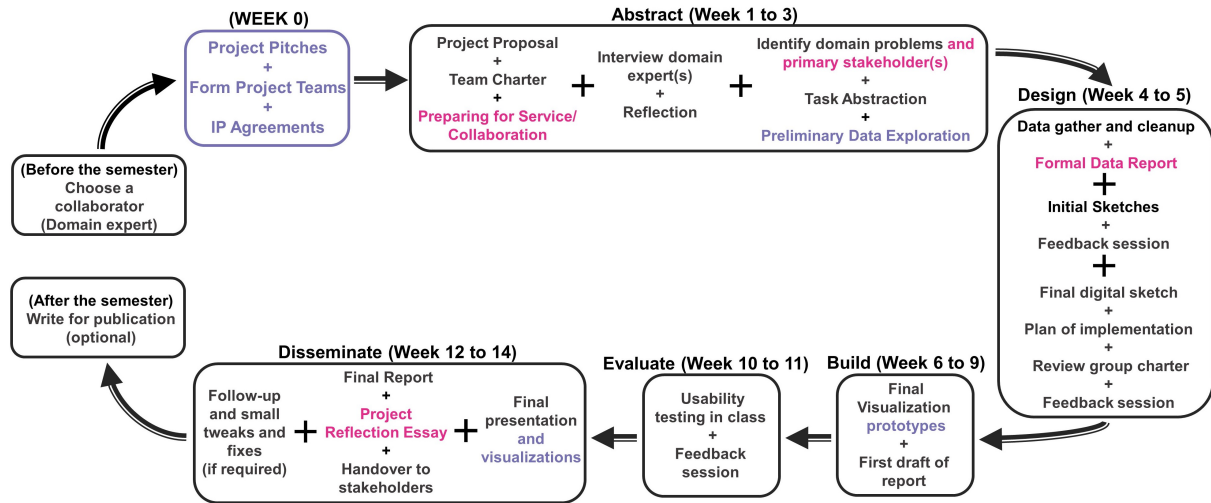 (Before the semester)
Choose a
collaborator
(Domain expert)
(WEEK 0)
Project Pitches
+
Form Project Teams
+
IP Agreements
Abstract (Week 1 to 3)
Project Proposal
+
Team Charter
+
Preparing for Service/
Collaboration
+
Interview domain
expert(s)
+
Reflection
+
Identify domain problems and
primary stakeholder(s)
+
Task Abstraction
+
Preliminary Data Exploration
Design (Week 4 to 5)
Data gather and cleanup
+
Formal Data Report
+
Initial Sketches
+
Feedback session
+
Final digital sketch
+
Plan of implementation
+
Review group charter
+
Feedback session
Build (Week 6 to 9)
Final
Visualization
prototypes
+
First draft of
report
Evaluate (Week 10 to 11)
Usability
testing in class
+
Feedback
session
Disseminate (Week 12 to 14)
Follow-up
and small
tweaks and
fixes
(if required)
+
Final Report
+
Project
Reflection Essay
+
Handover to
stakeholders
+
Final
presentation
and
visualizations
(After the semester)
Write for publication
(optional)